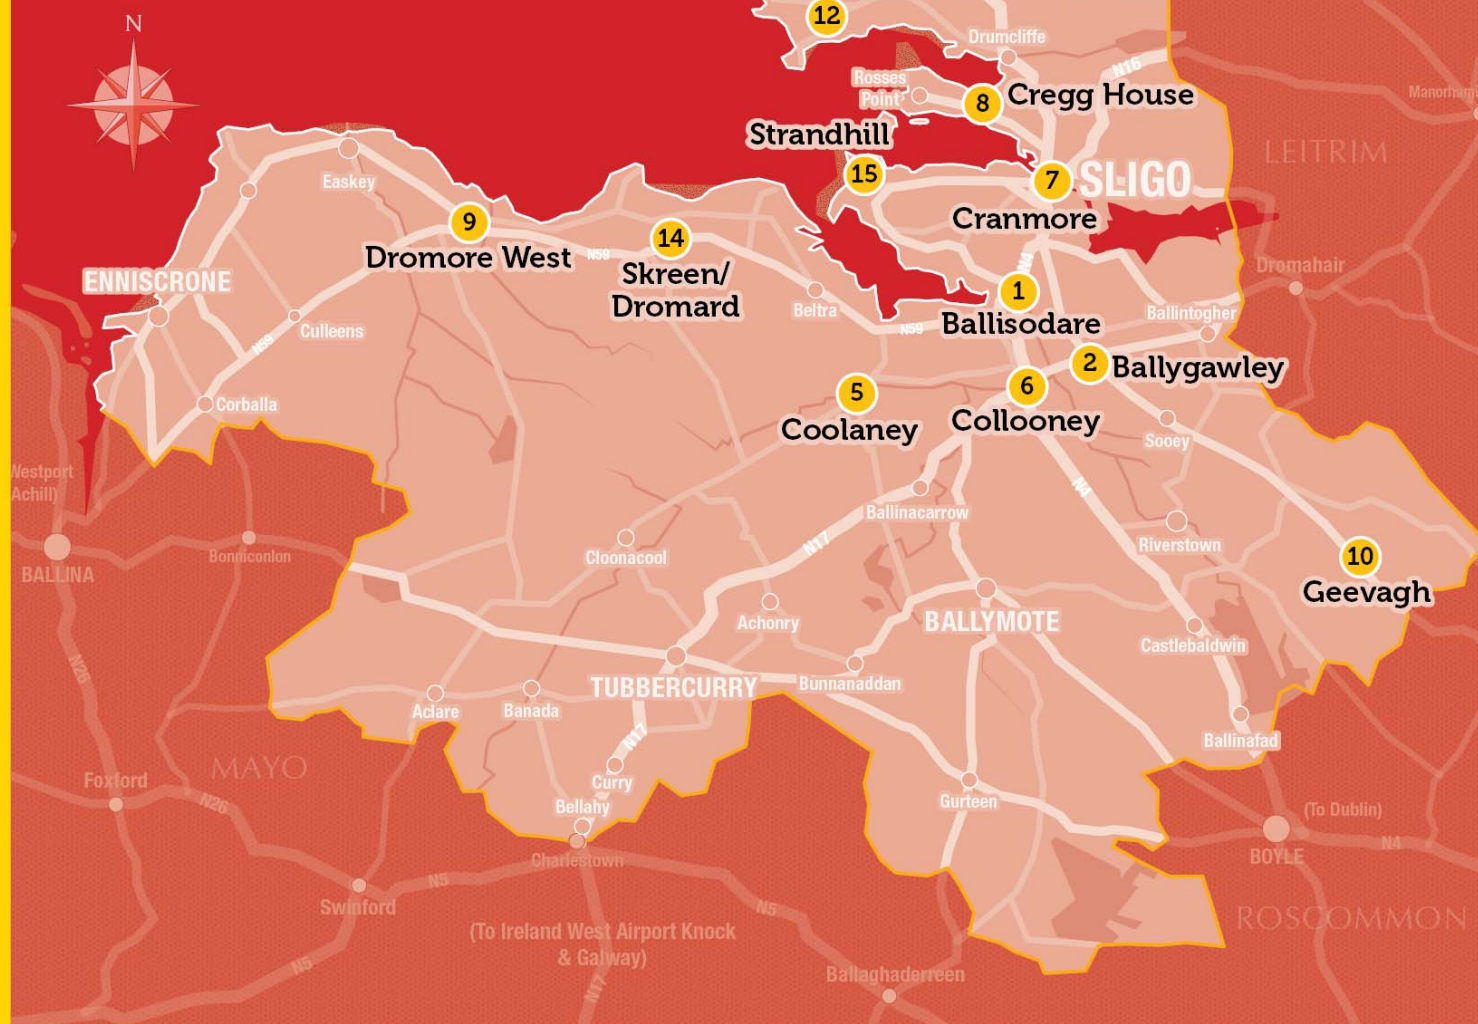 N
12
Drumcliffe
N16
Rosses
Point
8
Cregg House
Manorham
LEITRIM
Strandhill
15
7
SLIGO
Cranmore
Easkey
9
Dromore West
N59
14
Skreen/
Dromard
N4
1
Ballisodare
Dromahair
ENNISCRONE
Beltra
N59
Ballintogher
Culleens
N59
2
Ballygawley
5
Coolaney
6
Collooney
Corballa
Sooey
Westport
Achill)
N4
Ballinacarrow
N17
Riverstown
10
Geevagh
BALLINA
Bonniconlon
Cloonacool
Achonry
BALLYMOTE
Castlebaldwin
N26
TUBBERCURRY
Bunnanaddan
Aclare
Banada
N17
Ballinafad
MAYO
Foxford
N26
Curry
Bellahy
Gurteen
(To Dublin)
N4
BOYLE
Charlestown
N5
Swinford
N5
ROSCOMMON
(To Ireland West Airport Knock
& Galway)
N5
N17
Ballaghaderreen